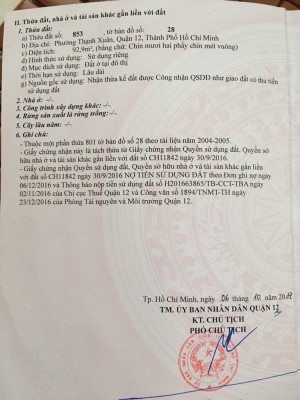 II. Thửa đất, nhà ở và tài sản khác gắn liền với đất
1. Thửa đất:
a) Thửa đất số: 853 , tờ bản đồ số: 28
b) Địa chỉ: Phường Thạnh Xuân, Quận 12, Thành Phố Hồ Chí Minh
c) Diện tích: 92,9m², (bằng chữ: Chín mươi hai phẩy chín mét vuông)
d) Hình thức sử dụng: Sử dụng riêng
đ) Mục đích sử dụng: Đất ở tại đô thị
e) Thời hạn sử dụng: Lâu dài
g) Nguồn gốc sử dụng: Nhận thừa kế đất được Công nhận QSDĐ như giao đất có thu tiền
sử dụng đất
2. Nhà ở: -/-.
3. Công trình xây dựng khác: -/-.
4. Rừng sản xuất là rừng trồng: -/-.
5. Cây lâu năm: -/-.
6. Ghi chú:
- Thuộc một phần thửa 801 tờ bản đồ số 28 theo tài liệu năm 2004-2005.
- Giấy chứng nhận này là tách thửa từ Giấy chứng nhận Quyền sử dụng đất, Quyền sở
hữu nhà ở và tài sản khác gắn liền với đất số CH11842 ngày 30/9/2016.
- Giấy chứng nhận Quyền sử dụng đất, Quyền sở hữu nhà ở và tài sản khác gắn liền
với đất số CH11842 ngày 30/9/2016 NỢ TIỀN SỬ DỤNG ĐẤT theo Đơn ghi nợ ngày
06/12/2016 và Thông báo nộp tiền sử dụng đất số H201663865/TB-CCT-TBA ngày
02/11/2016 của Chi cục Thuế Quận 12 và Công văn số 1894/TNMT-TH ngày
23/12/2016 của Phòng Tài nguyên và Môi trường Quận 12.
Tp. Hồ Chí Minh, ngày 06
TM. ỦY BAN NHÂN DÂN QUẬN 12
KT. CHỦ TỊCH
PHÓ CHỦ TỊCH